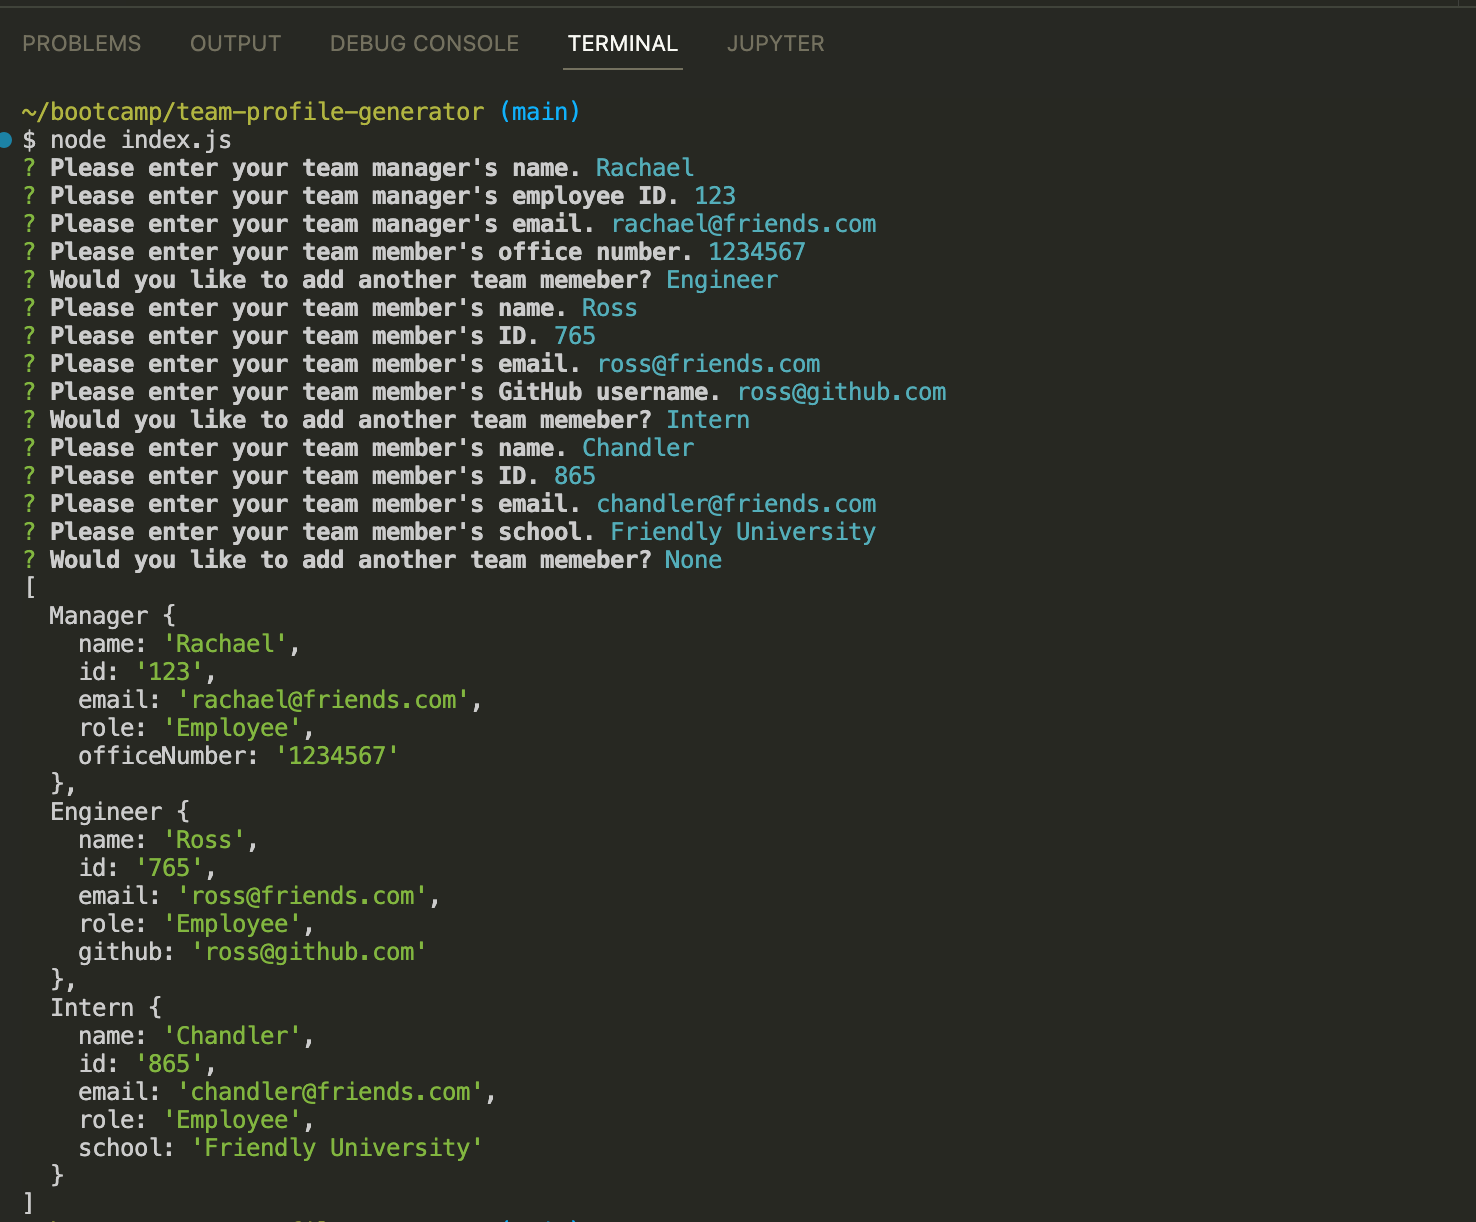 PROBLEMS OUTPUT DEBUG CONSOLE TERMINAL JUPYTER
~/bootcamp/team-profile-generator (main)
$ node index.js
? Please enter your team manager's name. Rachael
? Please enter your team manager's employee ID. 123
? Please enter your team manager's email. rachael@friends.com
? Please enter your team member's office number. 1234567
? Would you like to add another team memeber? Engineer
? Please enter your team member's name. Ross
? Please enter your team member's ID. 765
? Please enter your team member's email. ross@friends.com
? Please enter your team member's GitHub username. ross@github.com
? Would you like to add another team memeber? Intern
? Please enter your team member's name. Chandler
? Please enter your team member's ID. 865
? Please enter your team member's email. chandler@friends.com
? Please enter your team member's school. Friendly University
? Would you like to add another team memeber? None
[
  Manager {
    name: 'Rachael',
    id: '123',
    email: 'rachael@friends.com',
    role: 'Employee',
    officeNumber: '1234567'
  },
  Engineer {
    name: 'Ross',
    id: '765',
    email: 'ross@friends.com',
    role: 'Employee',
    github: 'ross@github.com'
  },
  Intern {
    name: 'Chandler',
    id: '865',
    email: 'chandler@friends.com',
    role: 'Employee',
    school: 'Friendly University'
  }
]